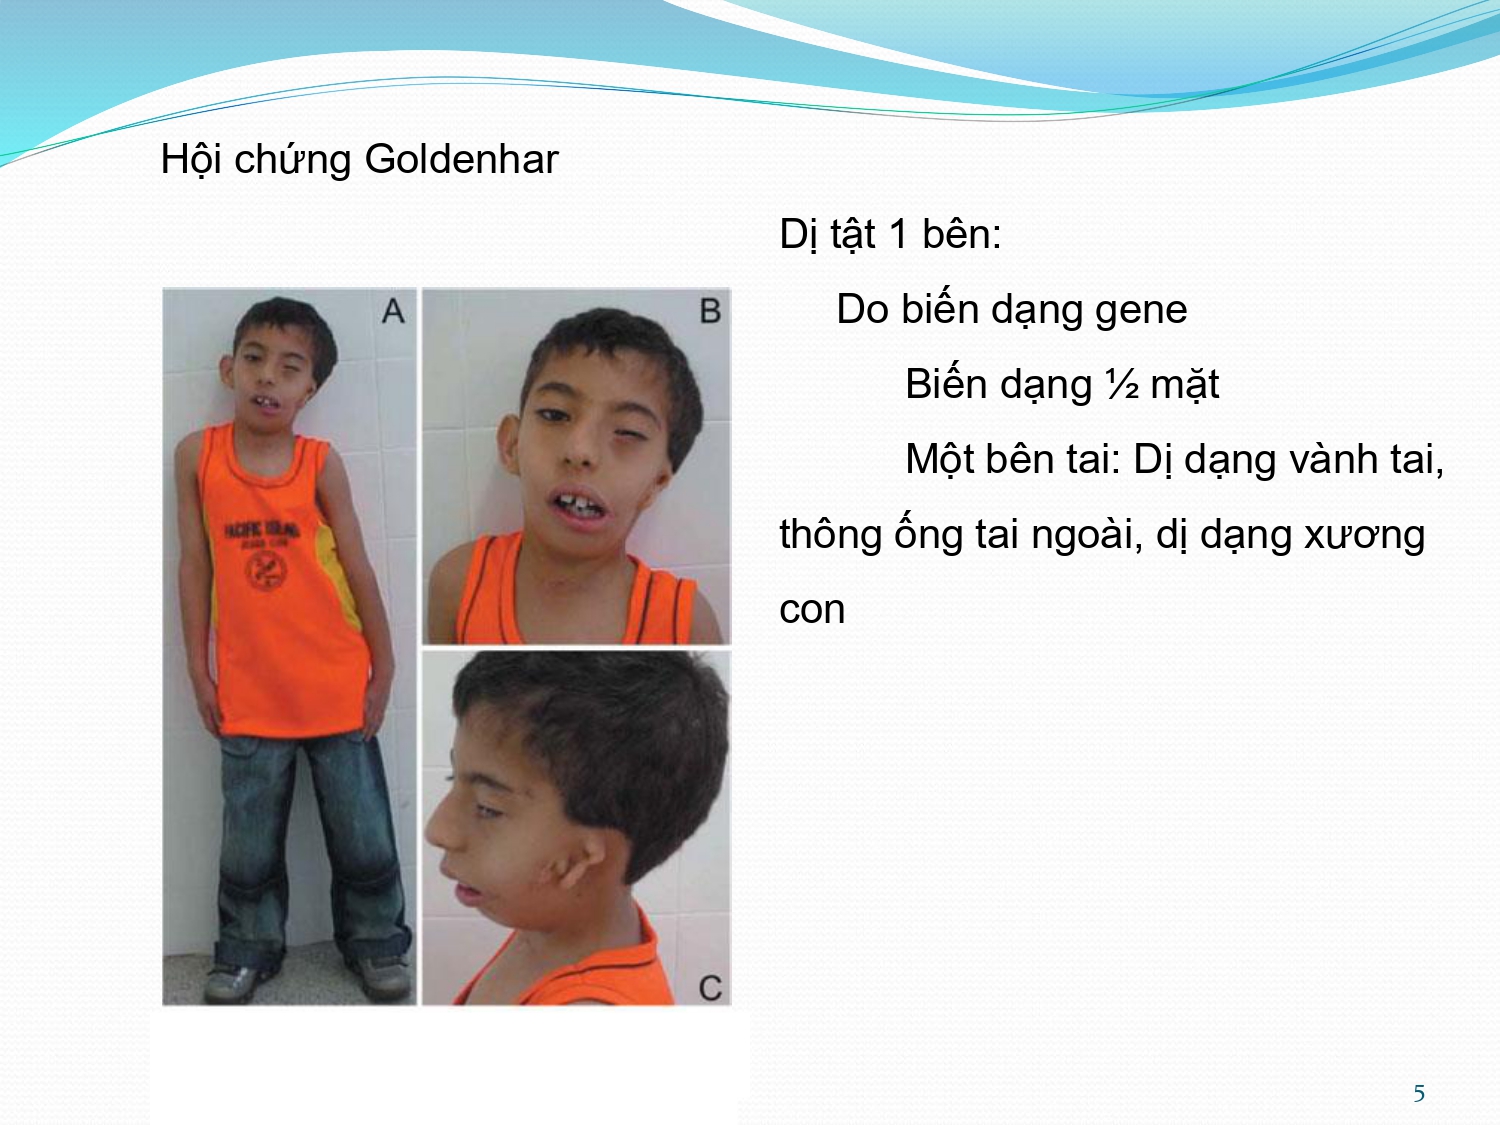 Hội chứng Goldenhar
Dị tật 1 bên:
Do biến dạng gene
Biến dạng ½ mặt
Một bên tai: Dị dạng vành tai,
thông ống tai ngoài, dị dạng xương
con
A
B
PACIFIC
C
5